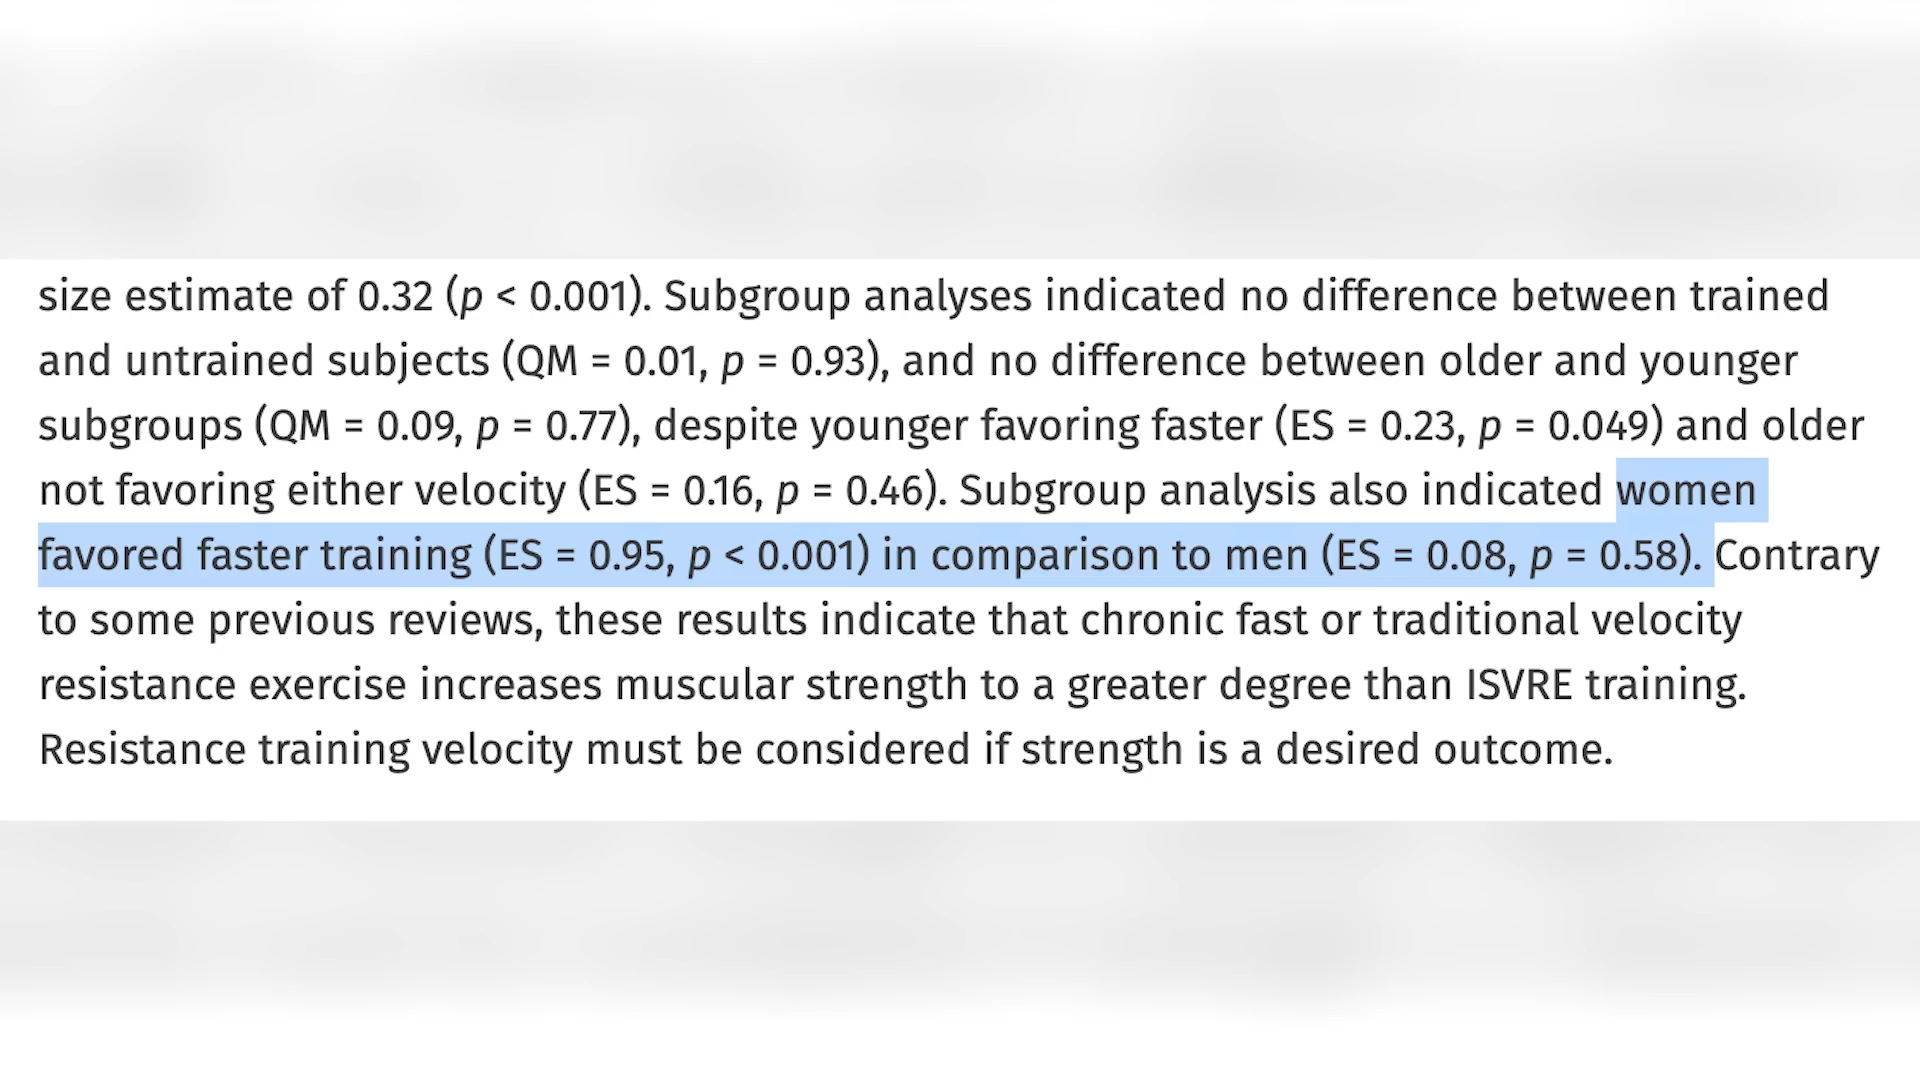 size estimate of 0.32 (p < 0.001). Subgroup analyses indicated no difference between trained
and untrained subjects (QM = 0.01, p = 0.93), and no difference between older and younger
subgroups (QM = 0.09, p = 0.77), despite younger favoring faster (ES = 0.23, p = 0.049) and older
not favoring either velocity (ES = 0.16, p = 0.46). Subgroup analysis also indicated women
favored faster training (ES = 0.95, p < 0.001) in comparison to men (ES = 0.08, p = 0.58). Contrary
to some previous reviews, these results indicate that chronic fast or traditional velocity
resistance exercise increases muscular strength to a greater degree than ISVRE training.
Resistance training velocity must be considered if strength is a desired outcome.